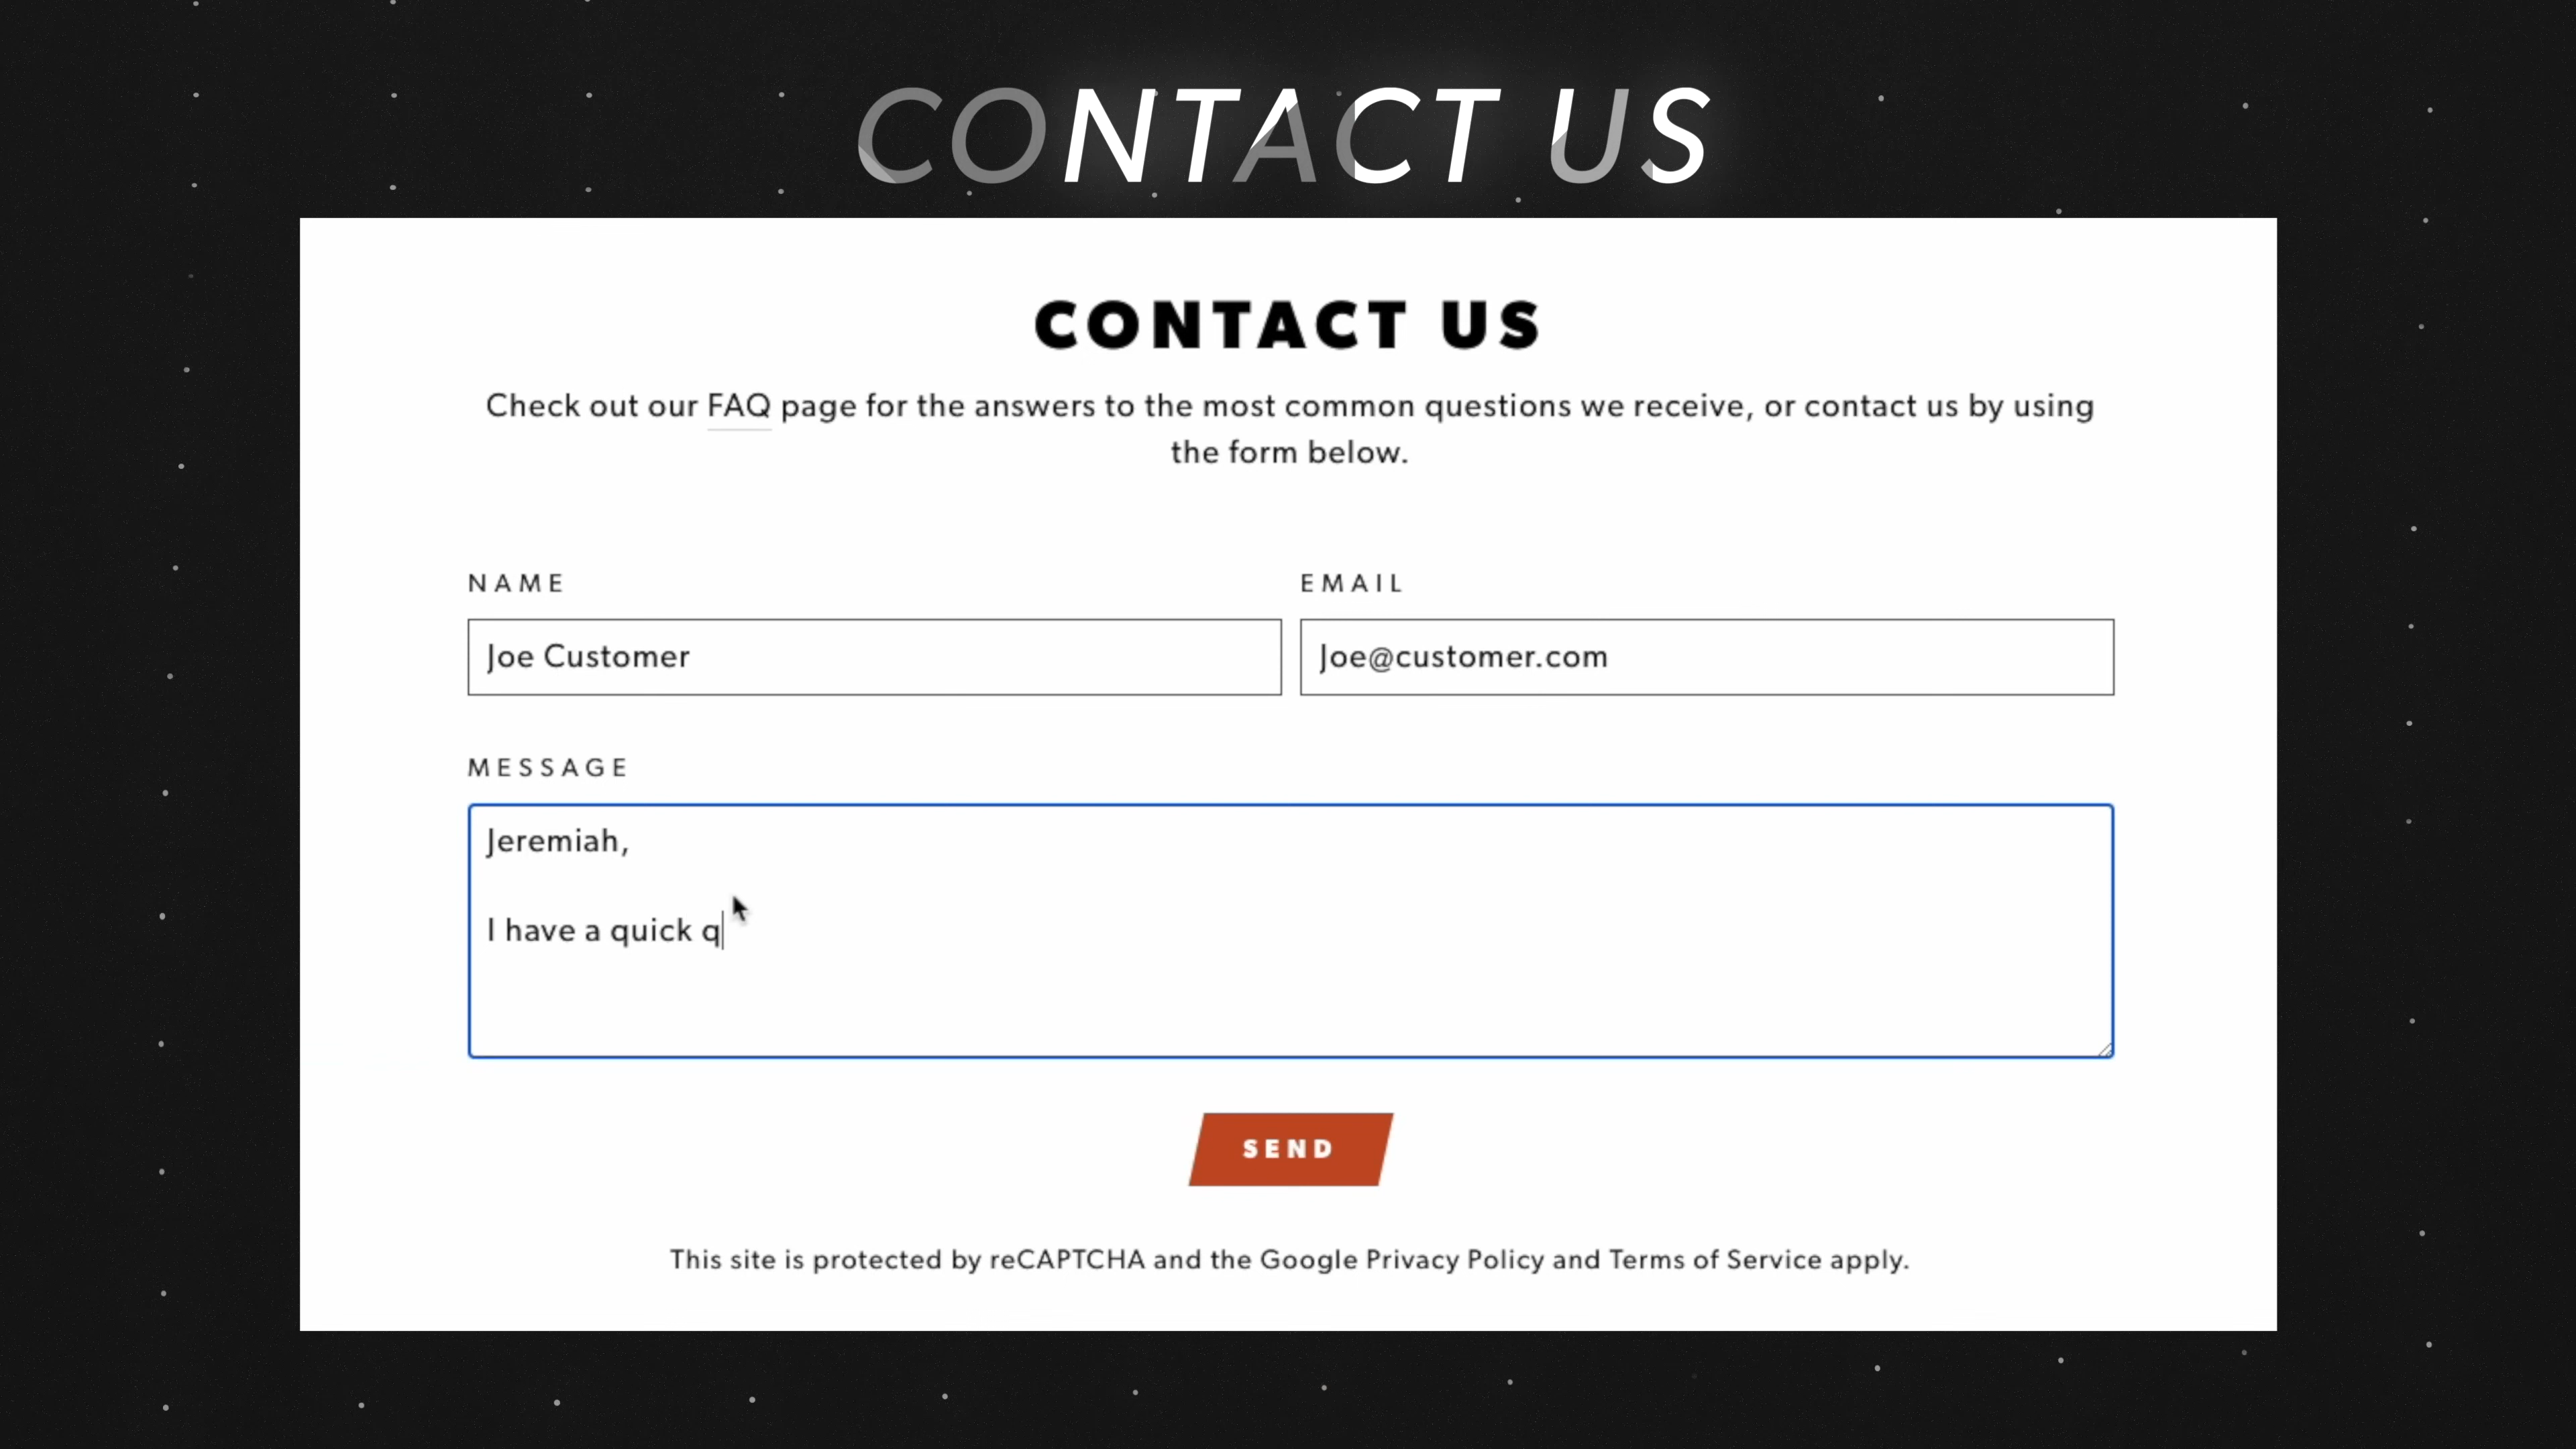 CONTACT US
CONTACT US
Check out our FAQ page for the answers to the most common questions we receive, or contact us by using
the form below.
NAME
EMAIL
Joe Customer
Joe@customer.com
MESSAGE
Jeremiah,
I have a quick q
SEND
This site is protected by reCAPTCHA and the Google Privacy Policy and Terms of Service apply.